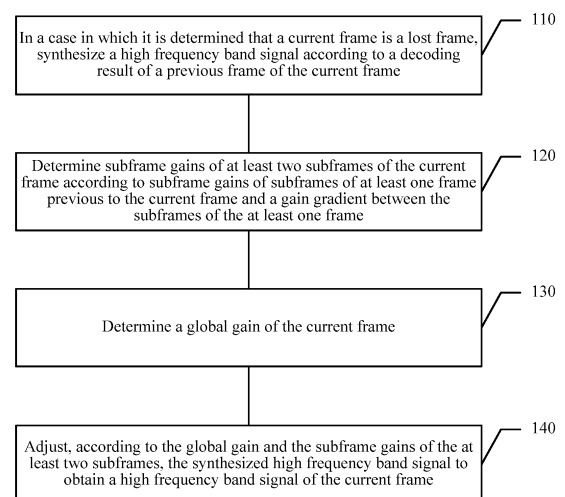 110
In a case in which it is determined that a current frame is a lost frame,
synthesize a high frequency band signal according to a decoding
result of a previous frame of the current frame
120
Determine subframe gains of at least two subframes of the current
frame according to subframe gains of subframes of at least one frame
previous to the current frame and a gain gradient between the
subframes of the at least one frame
130
Determine a global gain of the current frame
140
Adjust, according to the global gain and the subframe gains of the at
least two subframes, the synthesized high frequency band signal to
obtain a high frequency band signal of the current frame